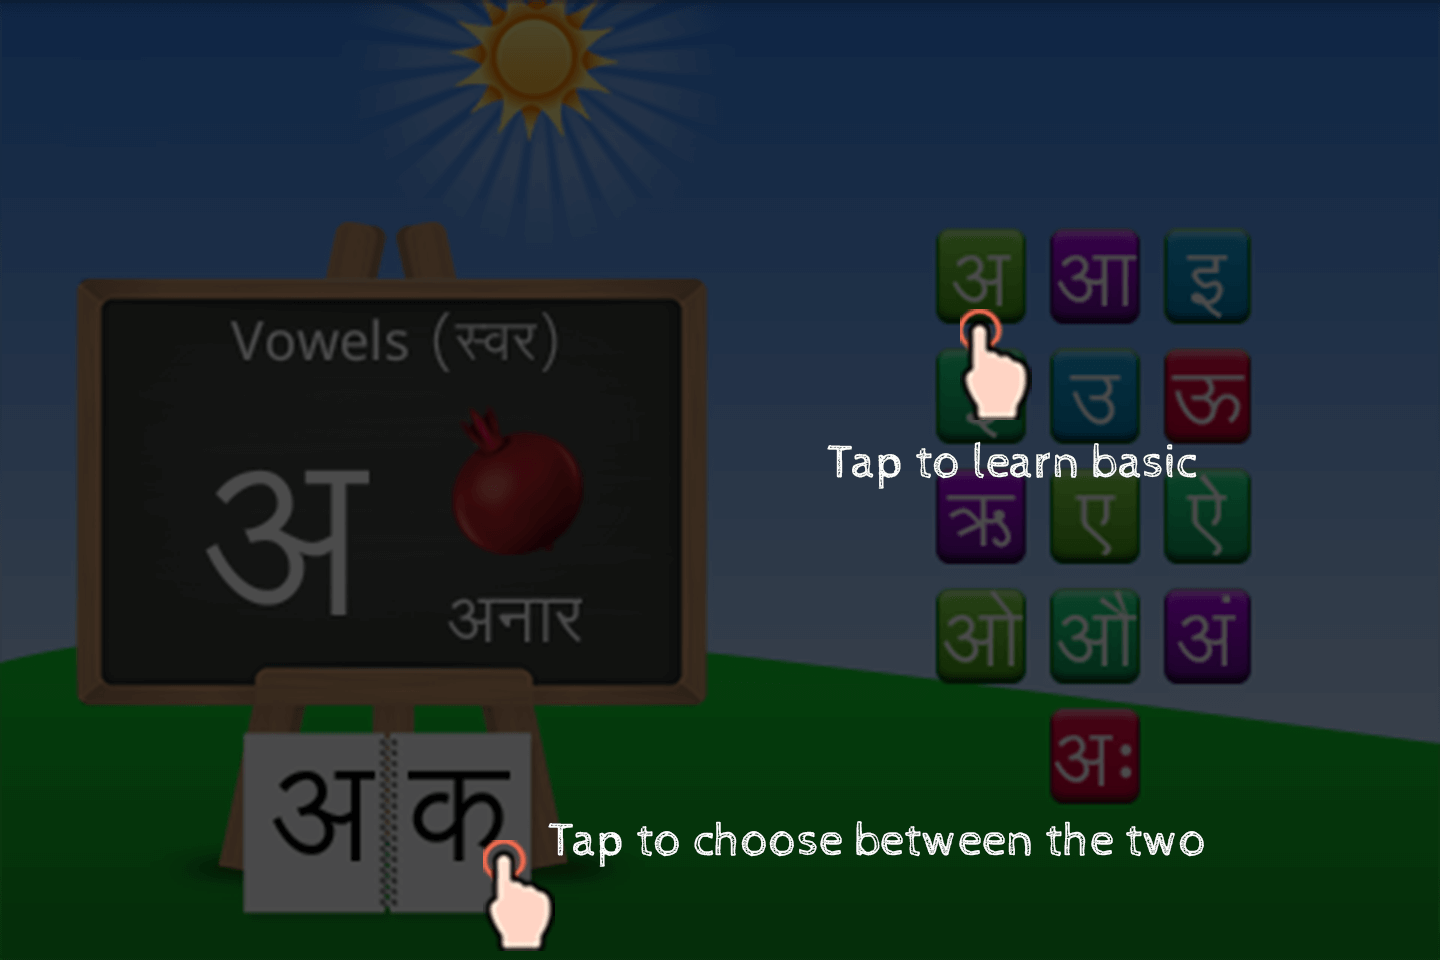 Vowels (स्वर)
अ
अनार
अ आ इ
उ ऊ
Tap to learn basic
ऋ ए ऐ
ओ औ अं
अः
अ क
Tap to choose between the two